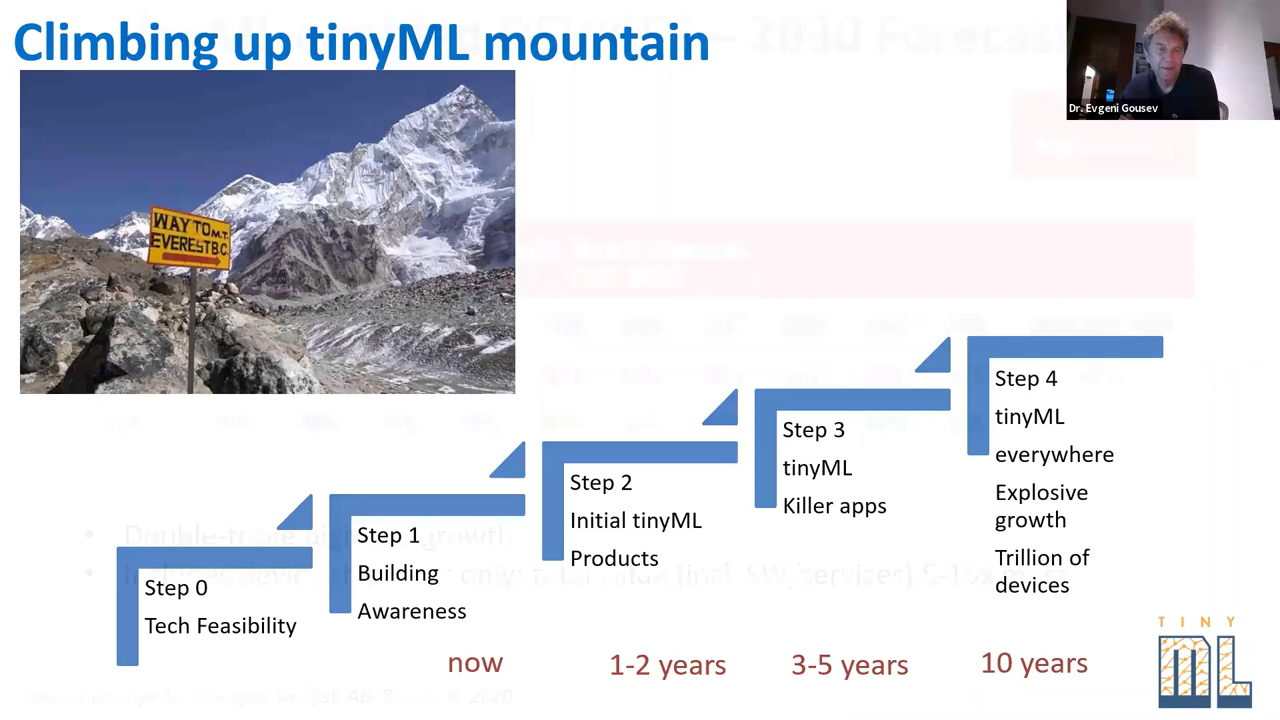 Climbing up tinyML mountain
Dr. Evgeni Gousev
WAY TO M.T.
EVEREST B.C.
Step 0
Tech Feasibility
Step 1
Building
Awareness
Step 2
Initial tinyML
Products
Step 3
tinyML
Killer apps
Step 4
tinyML
everywhere
Explosive
growth
Trillion of
devices
now
1-2 years
3-5 years
10 years
TINY
ML